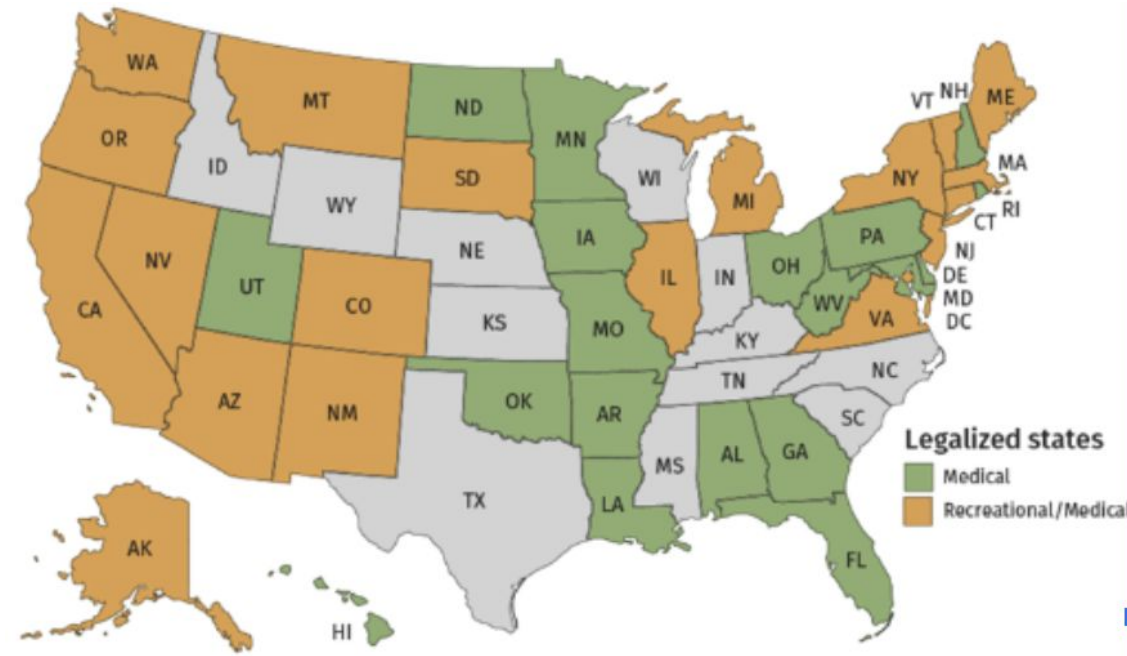 WA
MT
ND
MN
VT
NH
ME
OR
ID
SD
WI
MA
WY
MI
NY
RI
CT
NE
IA
PA
NJ
NV
UT
CO
IL
IN
OH
DE
CA
KS
MO
WV
MD
VA
DC
KY
AZ
NM
OK
AR
TN
NC
SC
MS
AL
GA
TX
LA
FL
AK
HI
Legalized states
Medical
Recreational/Medical